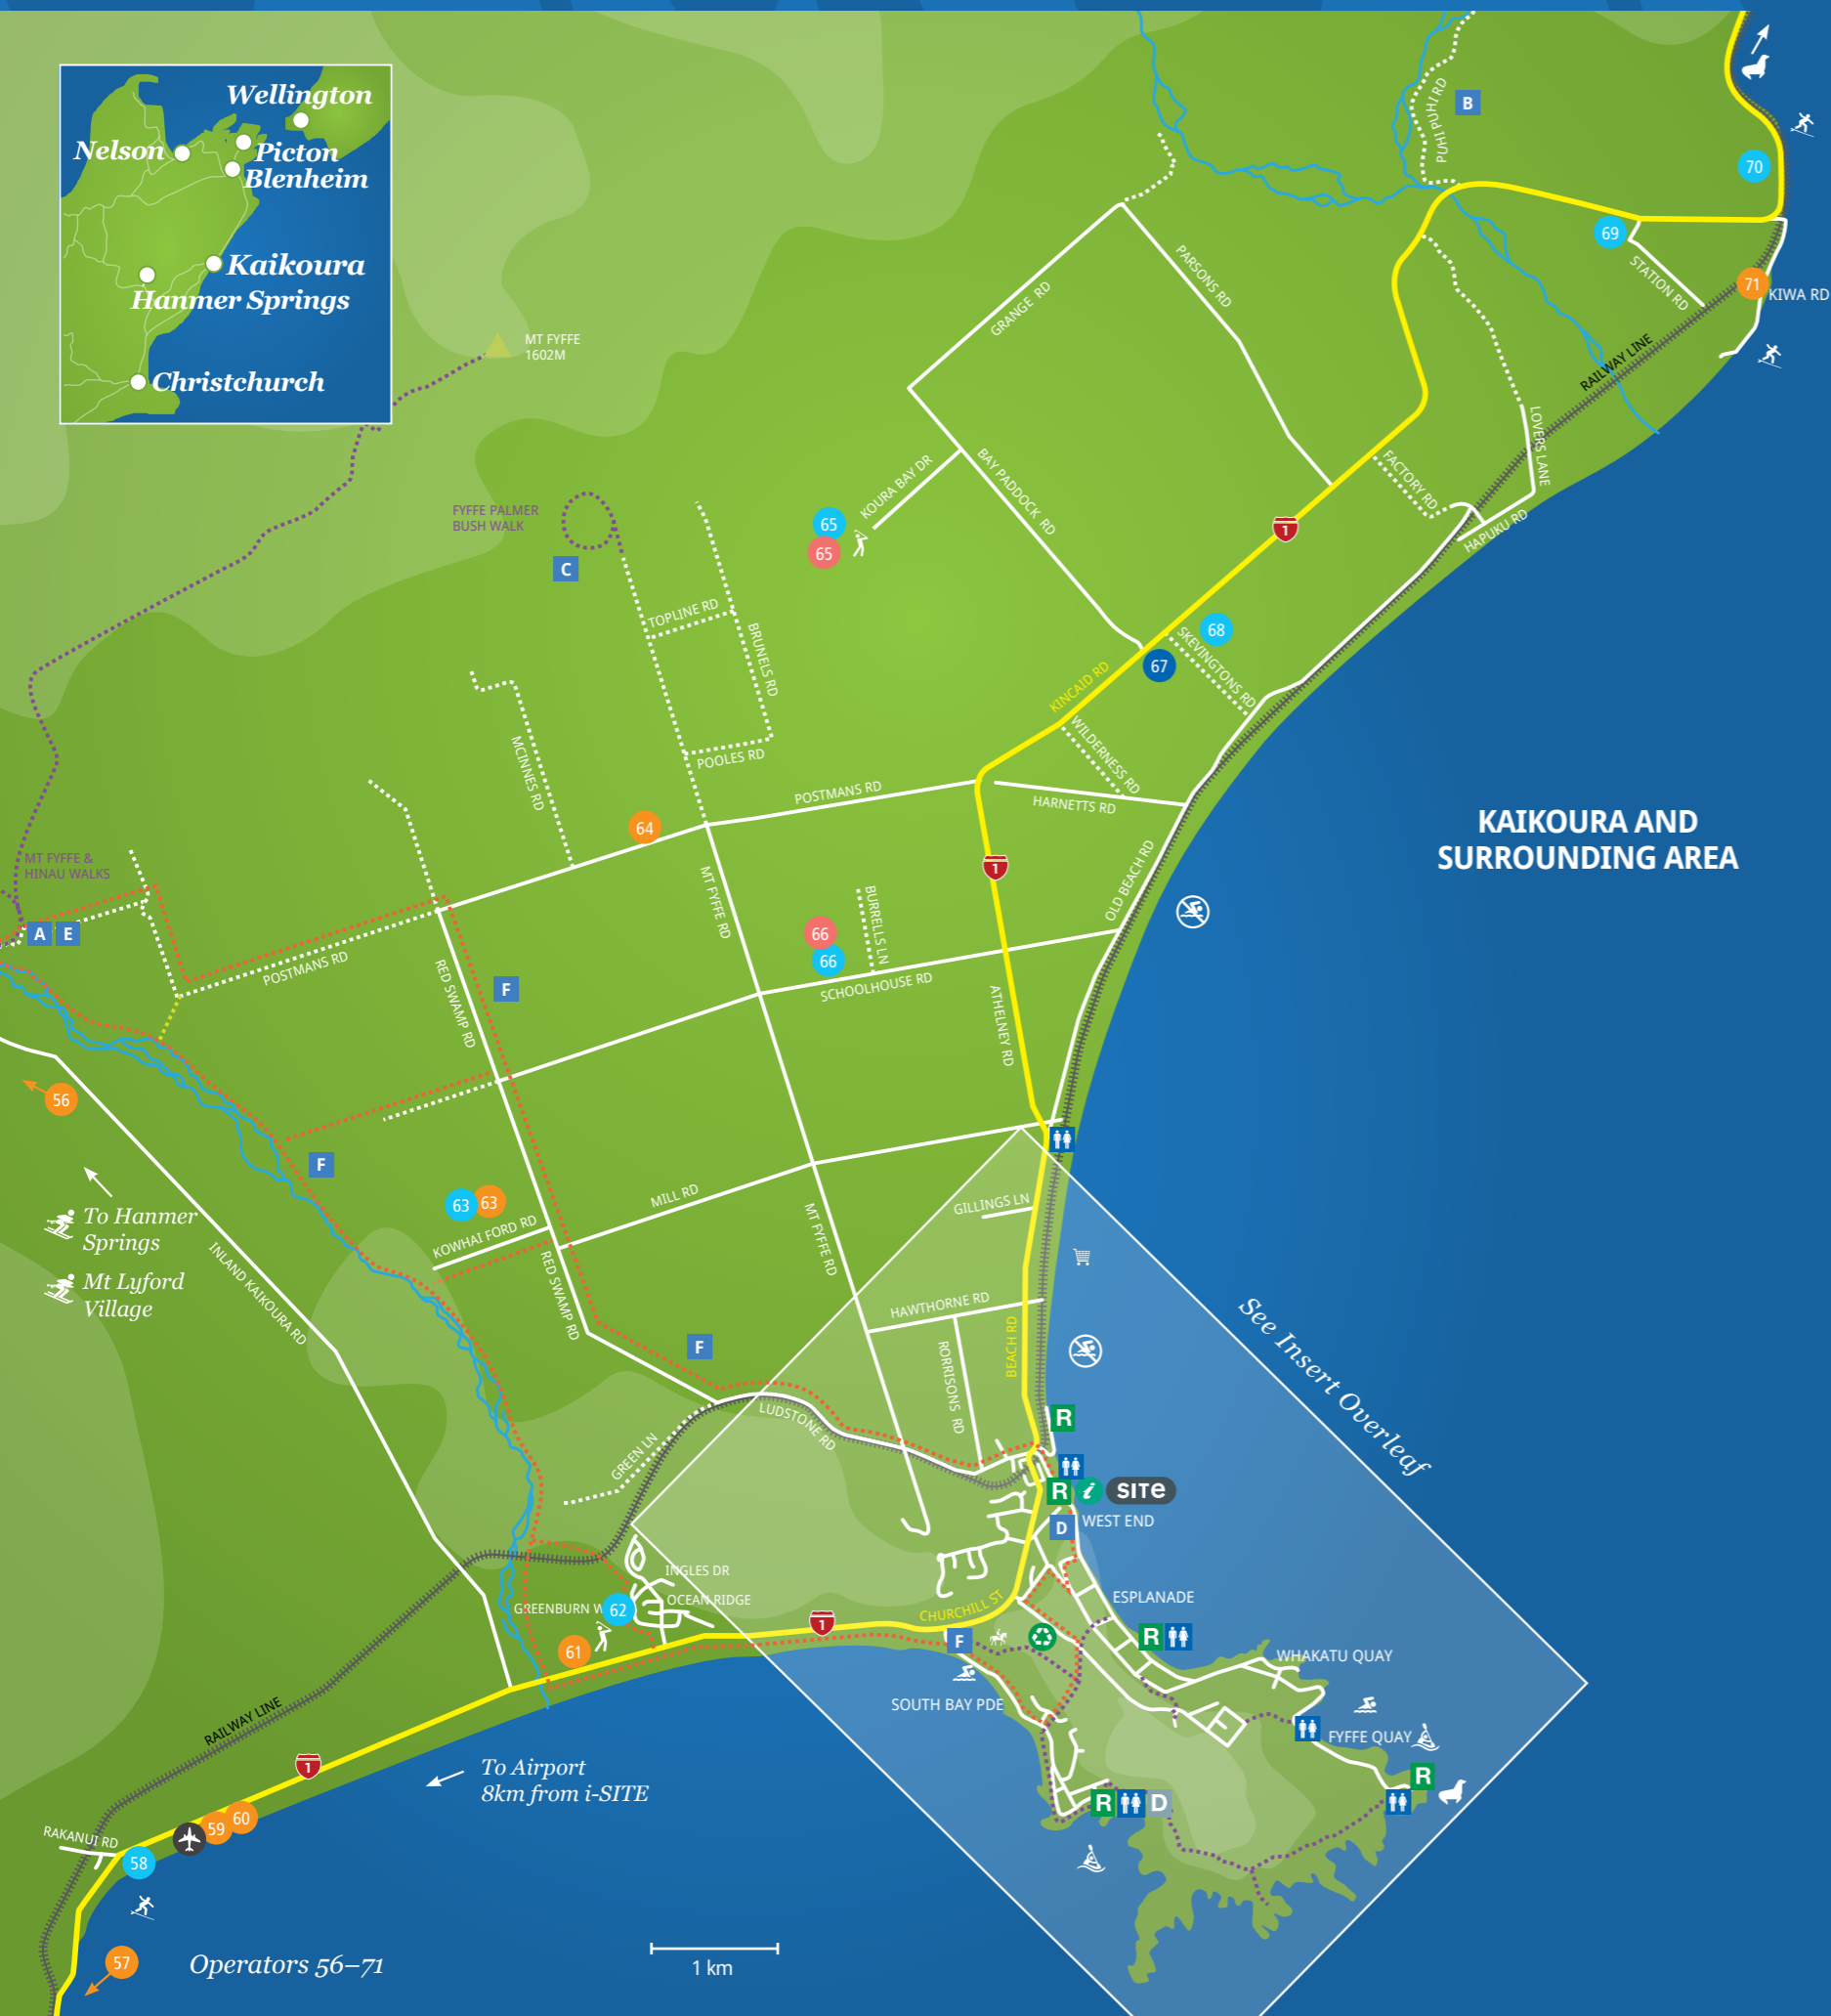 Wellington
Nelson
Picton
Blenheim
Kaikoura
Hanmer Springs
Christchurch
MT FYFFE
1602M
PUHI PUHI RD
B
70
69
STATION RD
71
KIWA RD
RAILWAY LINE
PARSONS RD
GRANGE RD
LOVERS LANE
FACTORY RD
HAPUKU RD
KOURA BAY DR
BAY PADDOCK RD
65
65
1
FYFFE PALMER
BUSH WALK
C
TOPLINE RD
BRUNELS RD
68
SKEVINGTONS RD
67
KINCAID RD
WILDERNESS RD
MCINNES RD
POOLES RD
POSTMANS RD
HARNETTS RD
64
KAIKOURA AND
SURROUNDING AREA
MT FYFFE &
HINAU WALKS
A
E
1
OLD BEACH RD
MT FYFFE RD
BURRELLS LN
66
66
POSTMANS RD
RED SWAMP RD
F
SCHOOLHOUSE RD
ATHELNEY RD
56
F
63
63
MILL RD
KOWHAI FORD RD
GILLINGS LN
To Hanmer
Springs
Mt Lyford
Village
INLAND KAIKOURA RD
RED SWAMP RD
MT FYFFE RD
HAWTHORNE RD
BEACH RD
RORRISONS RD
See Insert Overleaf
F
LUDSTONE RD
GREEN LN
R
R
i
SITE
D
WEST END
INGLES DR
OCEAN RIDGE
GREENBURN W
62
61
1
CHURCHILL ST
ESPLANADE
F
R
WHAKATU QUAY
SOUTH BAY PDE
FYFFE QUAY
R
R
D
RAILWAY LINE
1
To Airport
8km from i-SITE
RAKANUI RD
60
59
58
57
Operators 56–71
1 km